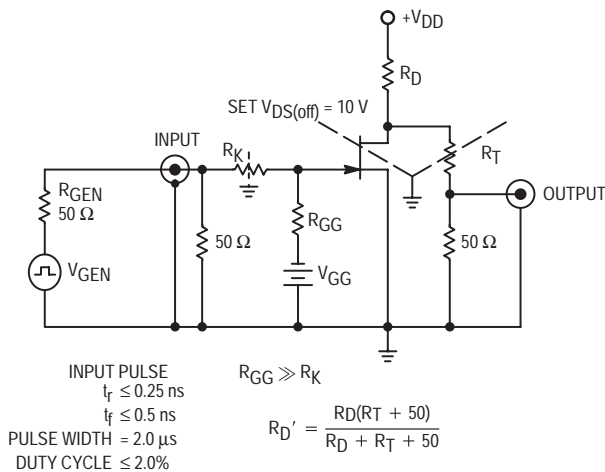 +VDD
RD
SET VDS(off) = 10 V
INPUT
RK
RT
RGEN
50 Ω
OUTPUT
RGG
50 Ω
50 Ω
VGEN
VGG
INPUT PULSE
tr ≤ 0.25 ns
tf ≤ 0.5 ns
PULSE WIDTH = 2.0 μs
DUTY CYCLE ≤ 2.0%
RGG ≫ RK
RD′ = RD(RT + 50)
RD + RT + 50